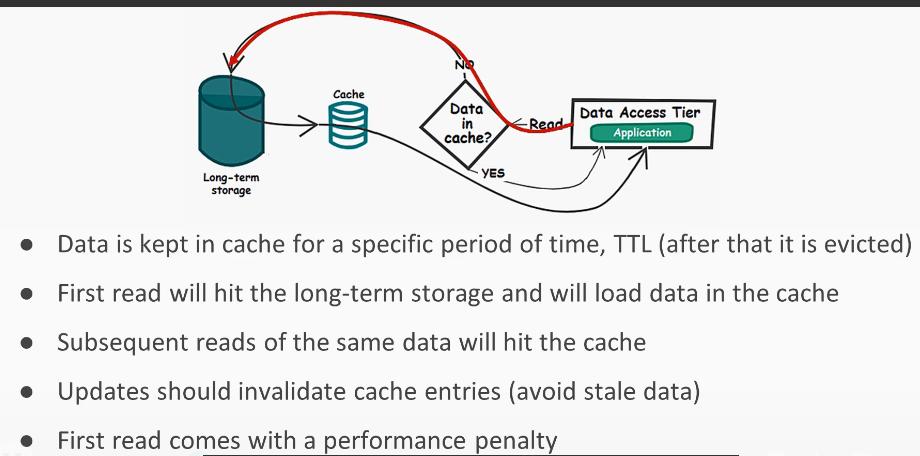 NO
Cache
Data
in
cache?
Read
Data Access Tier
Application
YES
Long-term
storage
● Data is kept in cache for a specific period of time, TTL (after that it is evicted)
● First read will hit the long-term storage and will load data in the cache
● Subsequent reads of the same data will hit the cache
● Updates should invalidate cache entries (avoid stale data)
● First read comes with a performance penalty